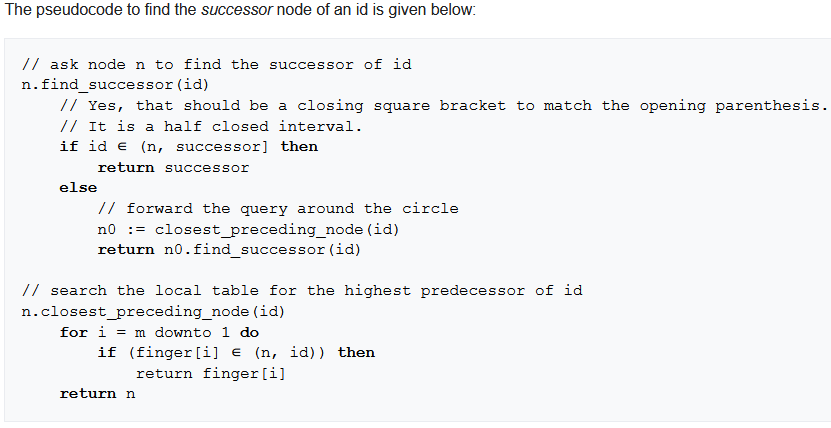 The pseudocode to find the successor node of an id is given below:
// ask node n to find the successor of id
n.find_successor(id)
// Yes, that should be a closing square bracket to match the opening parenthesis.
// It is a half closed interval.
if id ∈ (n, successor] then
return successor
else
// forward the query around the circle
n0 := closest_preceding_node(id)
return n0.find_successor(id)
// search the local table for the highest predecessor of id
n.closest_preceding_node(id)
for i = m downto 1 do
if (finger[i] ∈ (n, id)) then
return finger[i]
return n